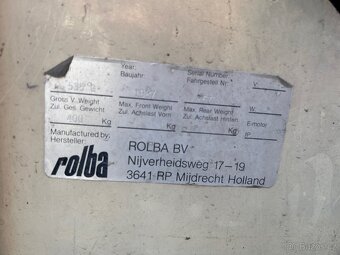 Year/ Serial Number/
Baujahr: Fahrgestell Nr.
Gross V. Weight Max. Front Weight Max. Rear Weight W:
Zul. Ges. Gewicht Zul. Achslast Vorn Zul. Achslast Hinten E-motor
400 Kg Kg Kg
Manufactured by:
Hersteller:
rolba
ROLBA BV
Nijverheidsweg 17-19
3641 RP Mijdrecht Holland